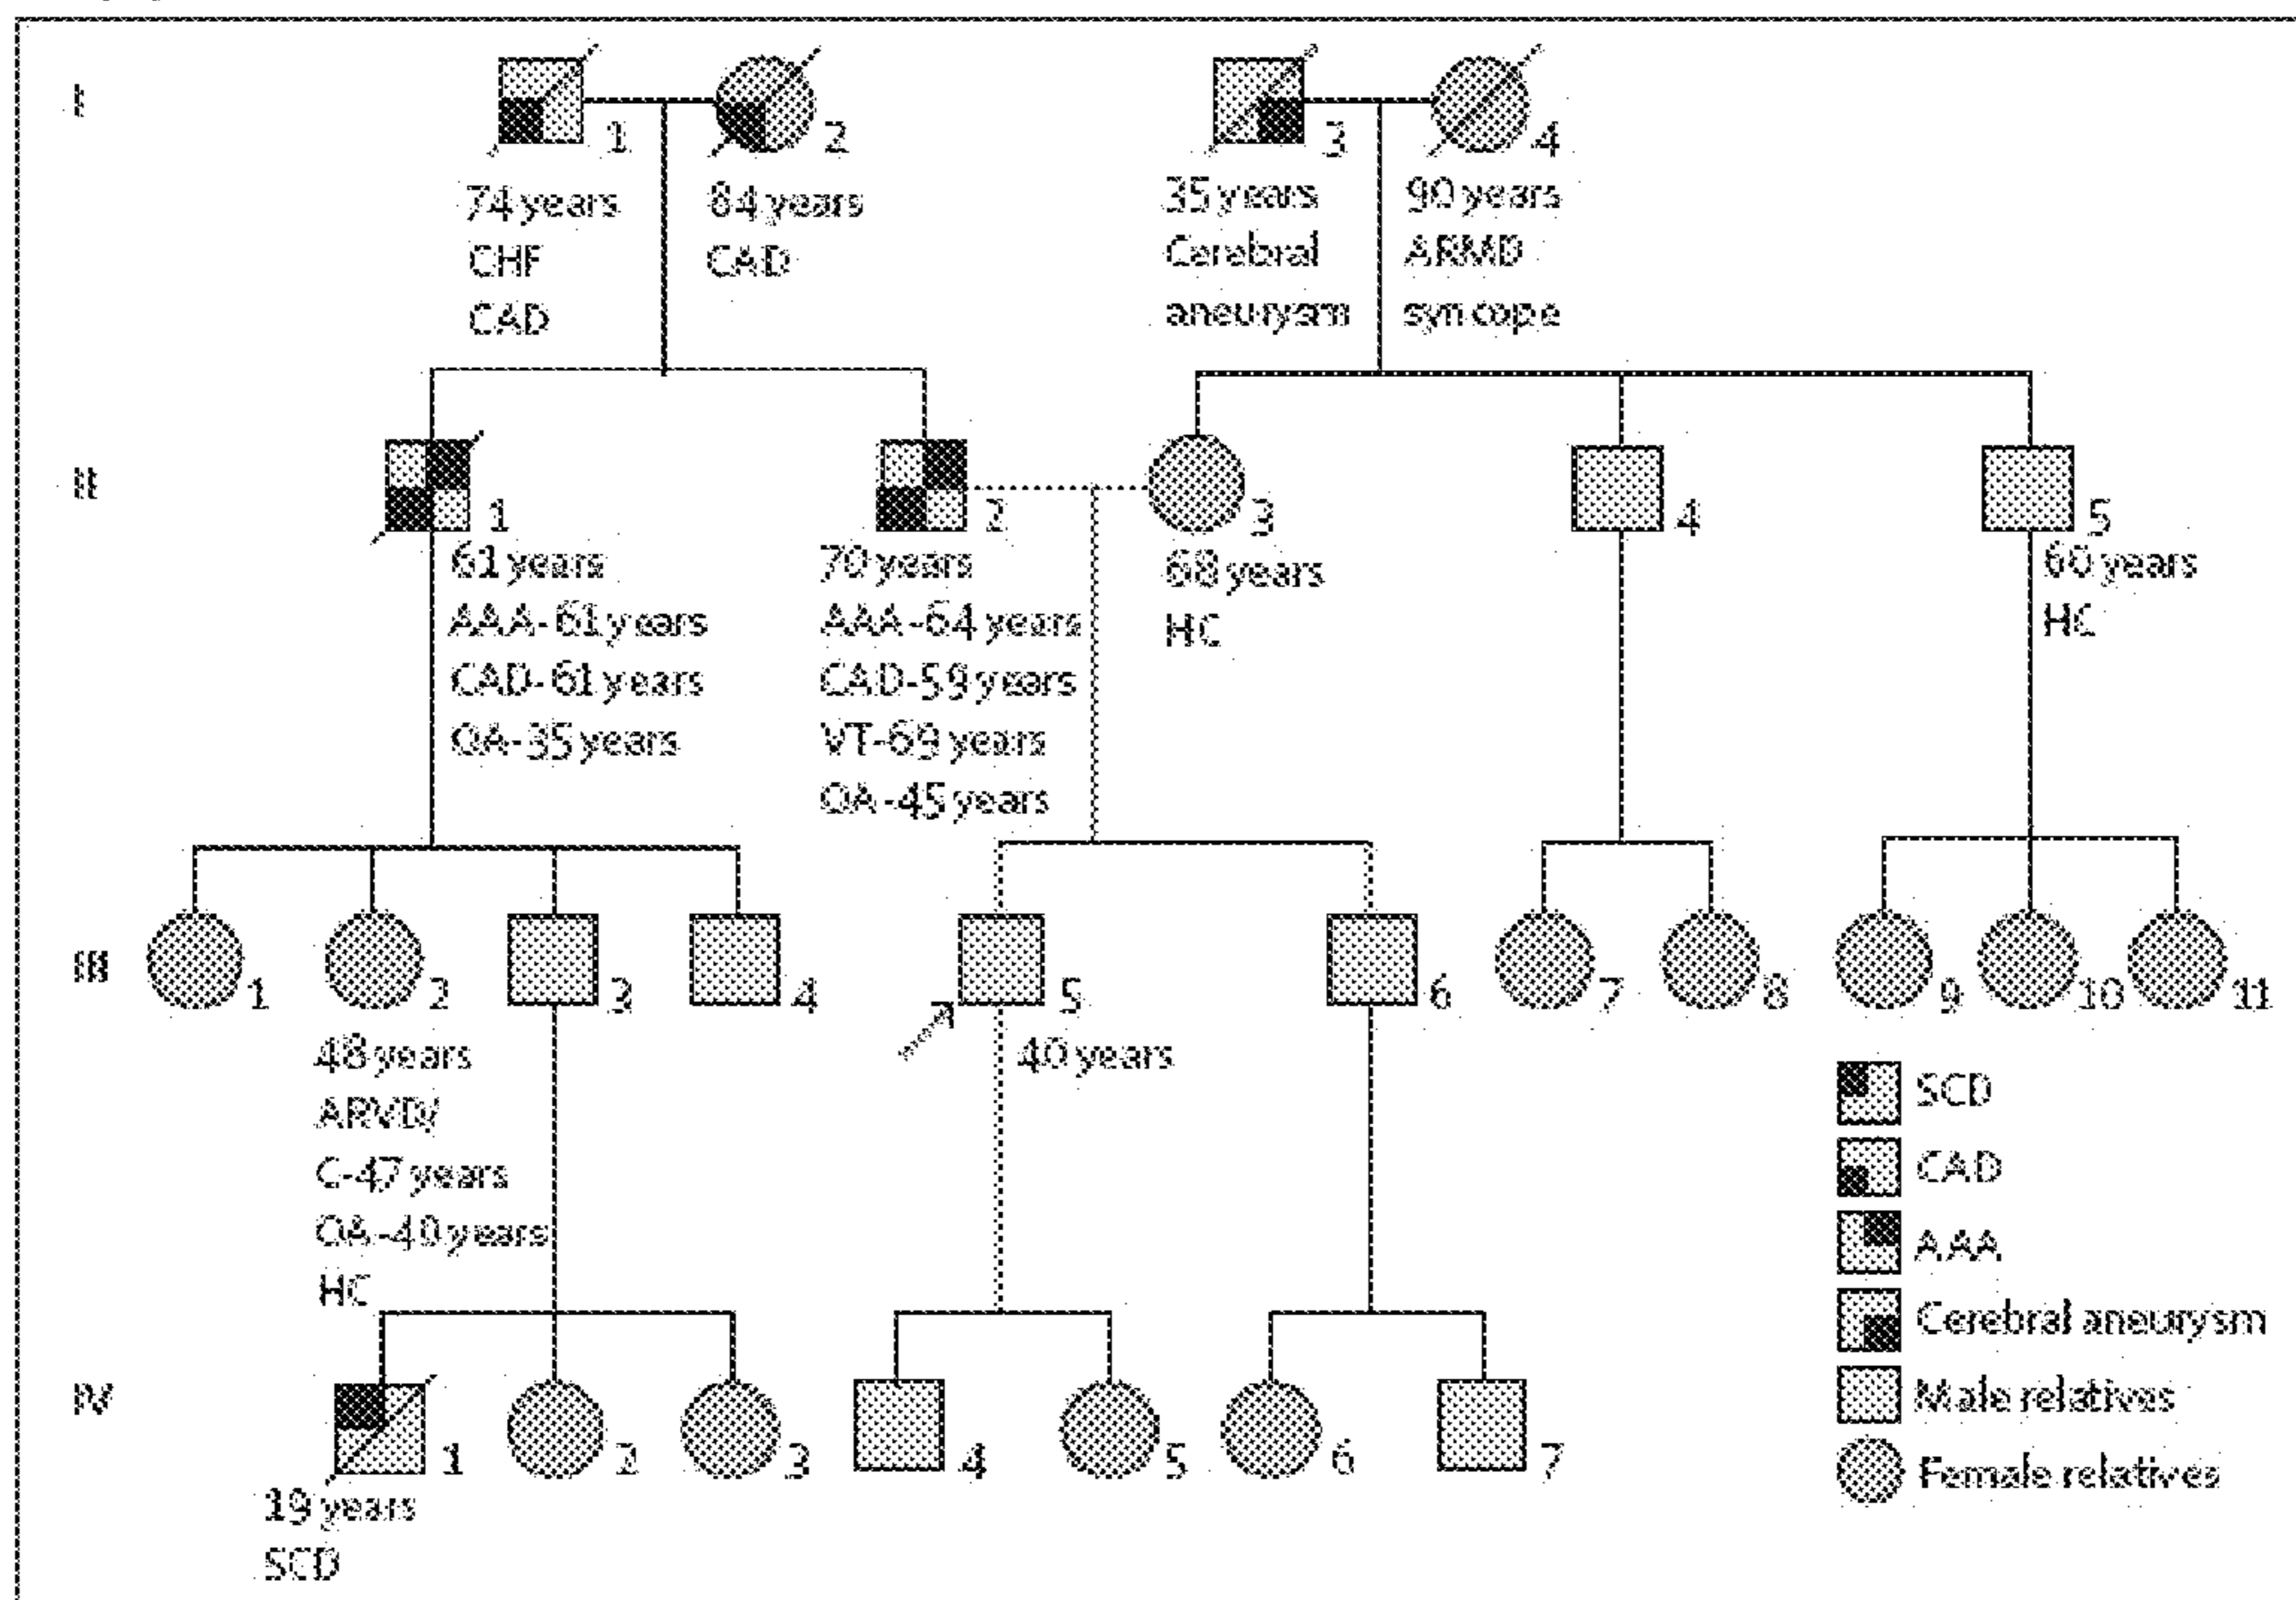 I
1
2
3
4
74 years
CHF
CAD
84 years
CAD
35 years
Cerebral
aneurysm
90 years
ARMD
syncope
II
1
2
3
4
5
61 years
AAA-61 years
CAD-61 years
OA-35 years
70 years
AAA-64 years
CAD-59 years
VT-69 years
OA-45 years
68 years
HC
60 years
HC
III
1
2
3
4
5
6
7
8
9
10
11
48 years
ARVD/
C-47 years
OA-40 years
HC
40 years
SCD
CAD
AAA
Cerebral aneurysm
Male relatives
Female relatives
IV
1
2
3
4
5
6
7
19 years
SCD